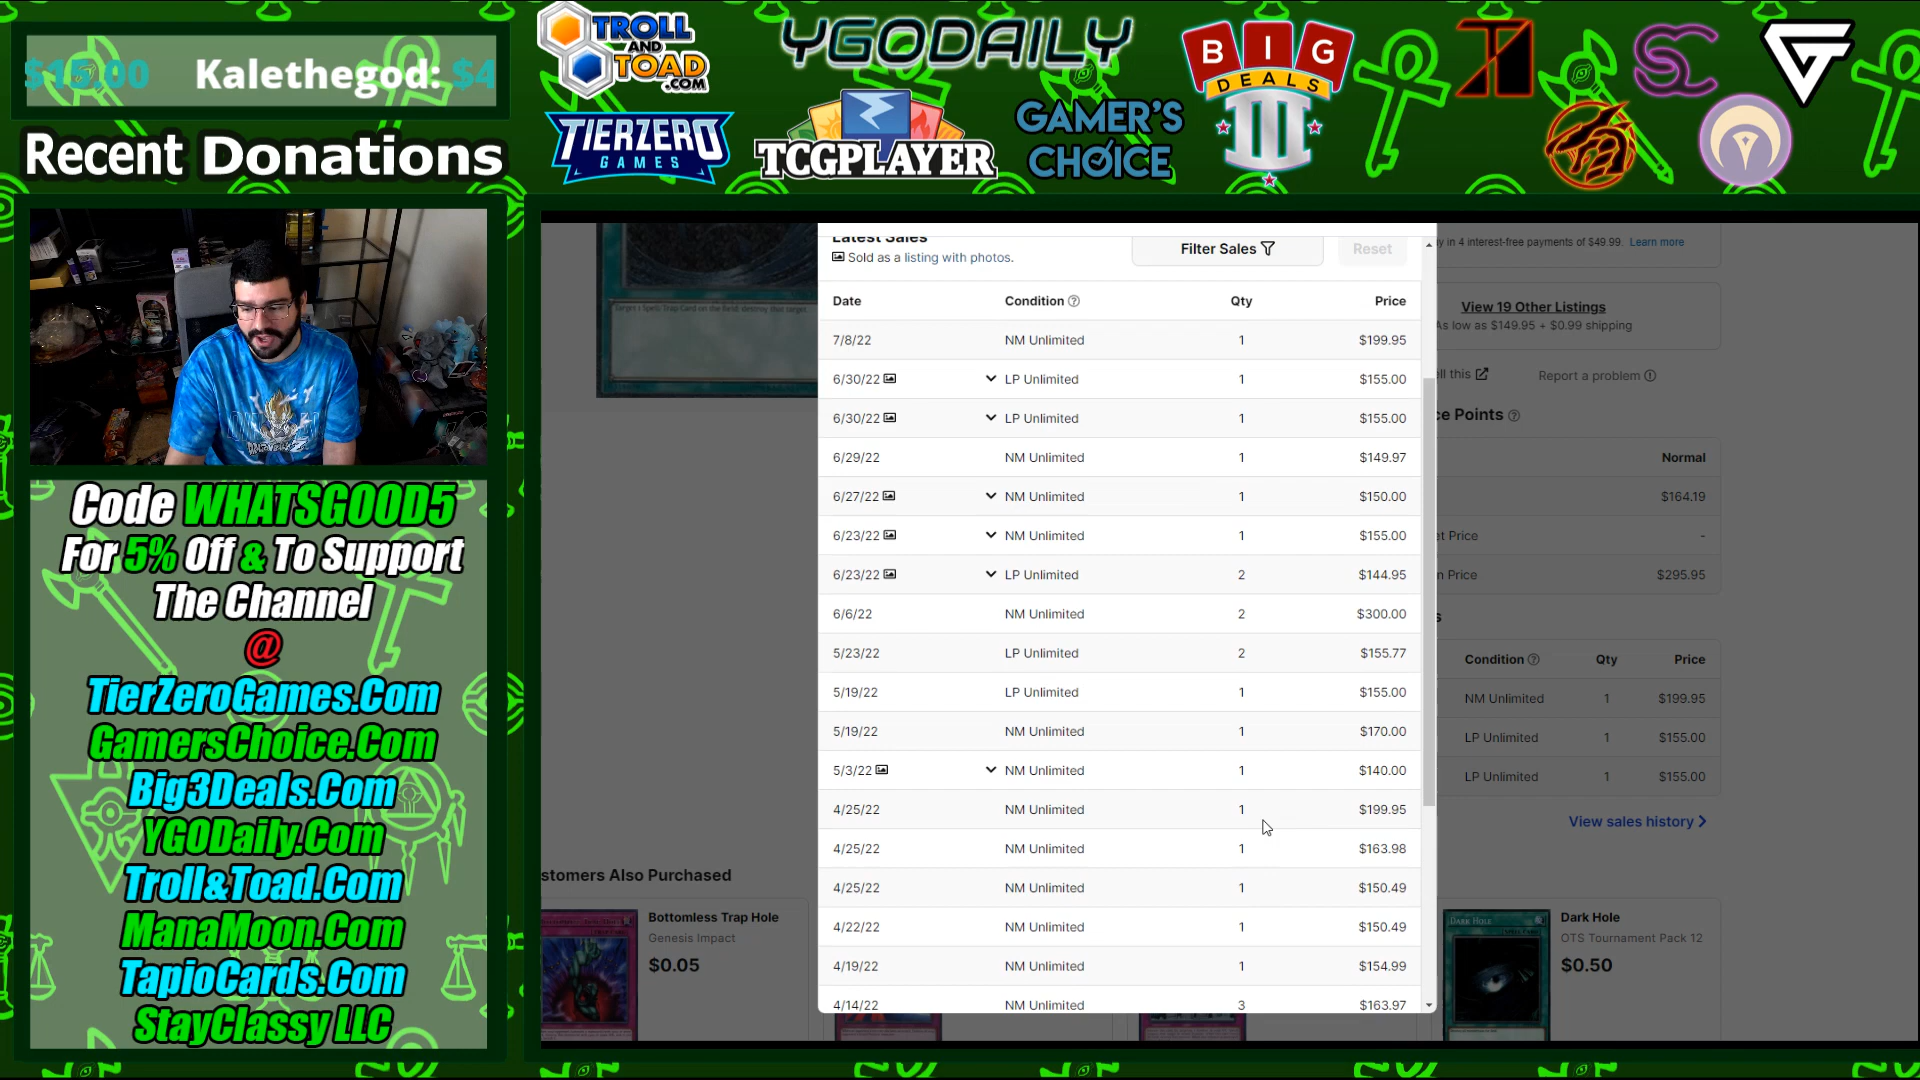 $15.00 Kalethegod: $4
Recent Donations
TROLL
AND
TOAD
.COM
YGODAILY
BIG
DEALS
III
TIERZERO
GAMES
TCGPLAYER
GAMER'S
CHOICE
Code WHATSGOOD5
For 5% Off & To Support
The Channel
@
TierZeroGames.Com
GamersChoice.Com
Big3Deals.Com
YGODaily.Com
Troll&Toad.Com
ManaMoon.Com
TapioCards.Com
StayClassy LLC
Latest Sales
Sold as a listing with photos.
Filter Sales
Reset
Date Condition Qty Price
7/8/22 NM Unlimited 1 $199.95
6/30/22 LP Unlimited 1 $155.00
6/30/22 LP Unlimited 1 $155.00
6/29/22 NM Unlimited 1 $149.97
6/27/22 NM Unlimited 1 $150.00
6/23/22 NM Unlimited 1 $155.00
6/23/22 LP Unlimited 2 $144.95
6/6/22 NM Unlimited 2 $300.00
5/23/22 LP Unlimited 2 $155.77
5/19/22 LP Unlimited 1 $155.00
5/19/22 NM Unlimited 1 $170.00
5/3/22 NM Unlimited 1 $140.00
4/25/22 NM Unlimited 1 $199.95
4/25/22 NM Unlimited 1 $163.98
4/25/22 NM Unlimited 1 $150.49
4/22/22 NM Unlimited 1 $150.49
4/19/22 NM Unlimited 1 $154.99
4/14/22 NM Unlimited 3 $163.97
y in 4 interest-free payments of $49.99. Learn more
View 19 Other Listings
As low as $149.95 + $0.99 shipping
ell this
Report a problem
ce Points
Normal
$164.19
et Price -
n Price $295.95
s
Condition Qty Price
NM Unlimited 1 $199.95
LP Unlimited 1 $155.00
LP Unlimited 1 $155.00
View sales history
stomers Also Purchased
Bottomless Trap Hole
Genesis Impact
$0.05
DARK HOLE
Dark Hole
OTS Tournament Pack 12
$0.50